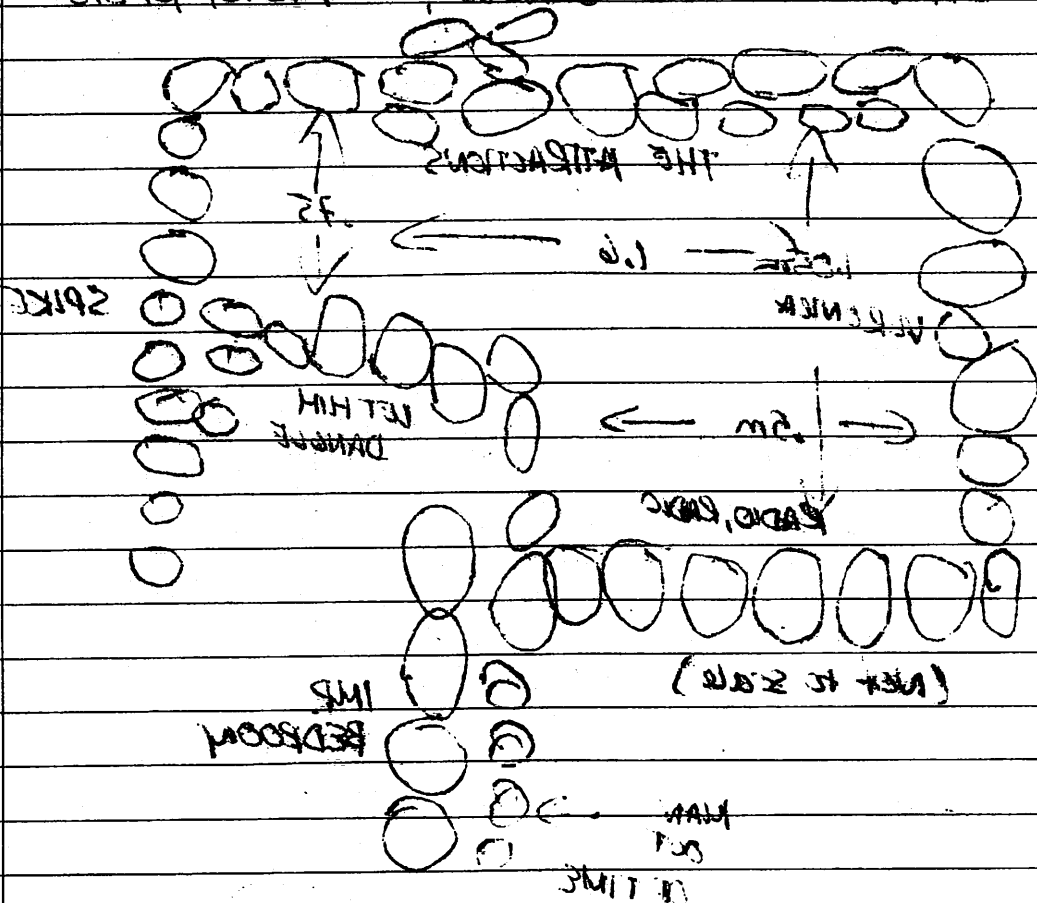 THE ATTRACTIONS
.75
1.6
SPIKE
LET HIM
DANGLE
.5m
RADIO, RADIO
(Not to scale)
IMP.
BEDROOM
MAN
OUT
OF TIME